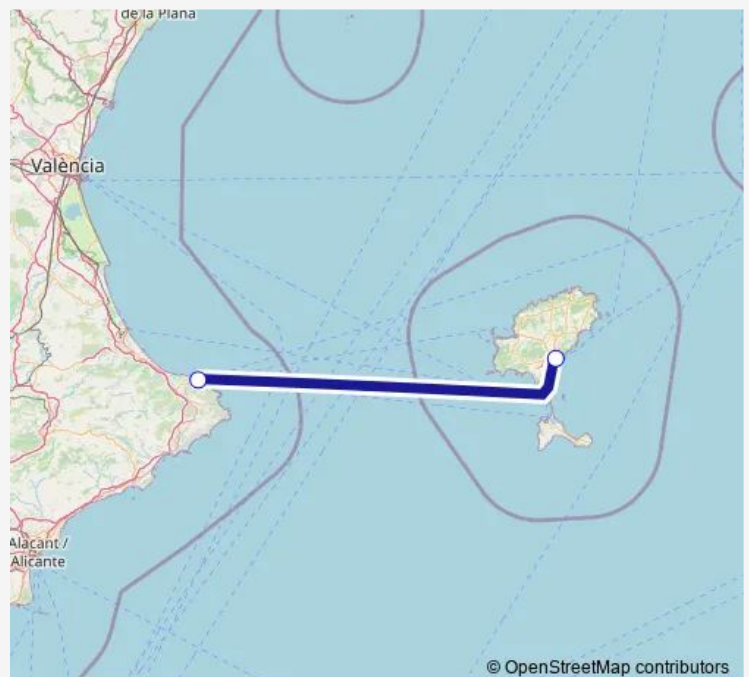 de la Plana
València
Alacant /
Alicante
© OpenStreetMap contributors